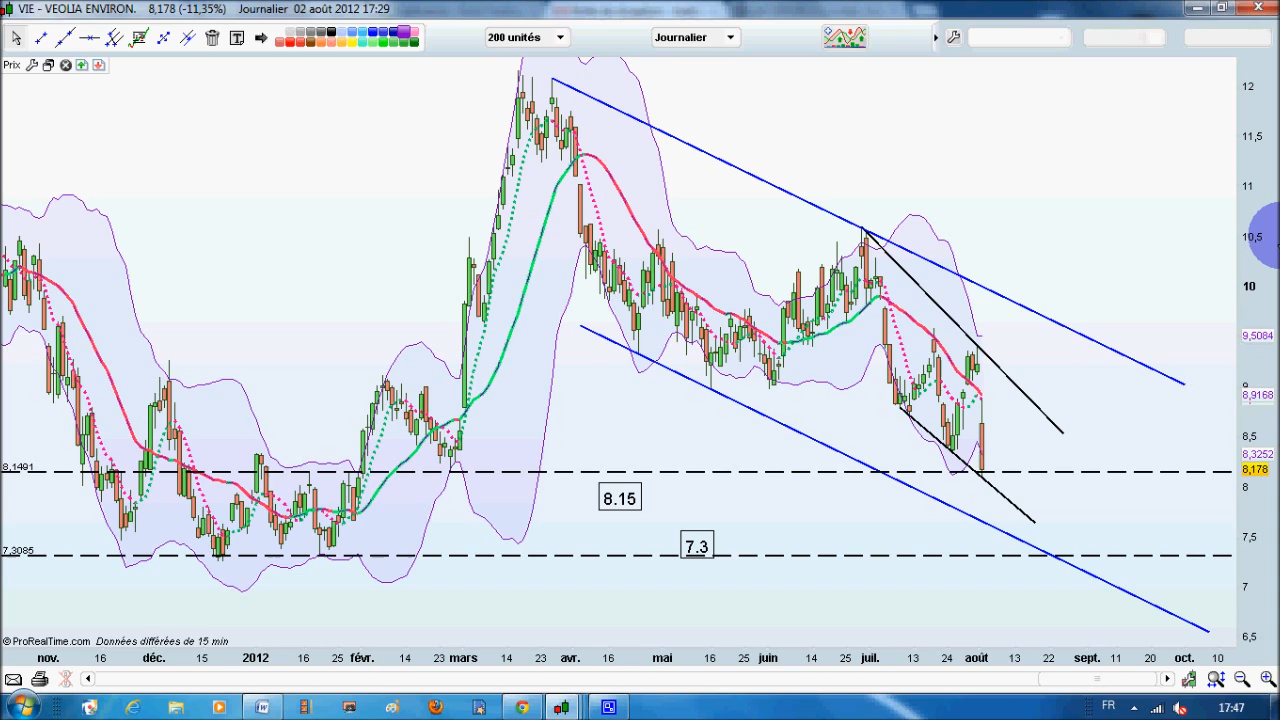 VIE - VEOLIA ENVIRON.   8,178 (-11,35%)   Journalier   02 août 2012 17:29
200 unités
Journalier
Prix
12
11,5
11
10,5
10
9,5084
9
8,9168
8,5
8,3252
8,178
8
7,5
7
6,5
8,1491
8.15
7,3085
7.3
© ProRealTime.com  Données différées de 15 min
nov.  16  déc.  15  2012  16  25  févr.  14  23  mars  14  23  avr.  16  mai  16  25  juin  14  25  juil.  13  24  août  13  22  sept.  11  20  oct.  10
FR  17:47